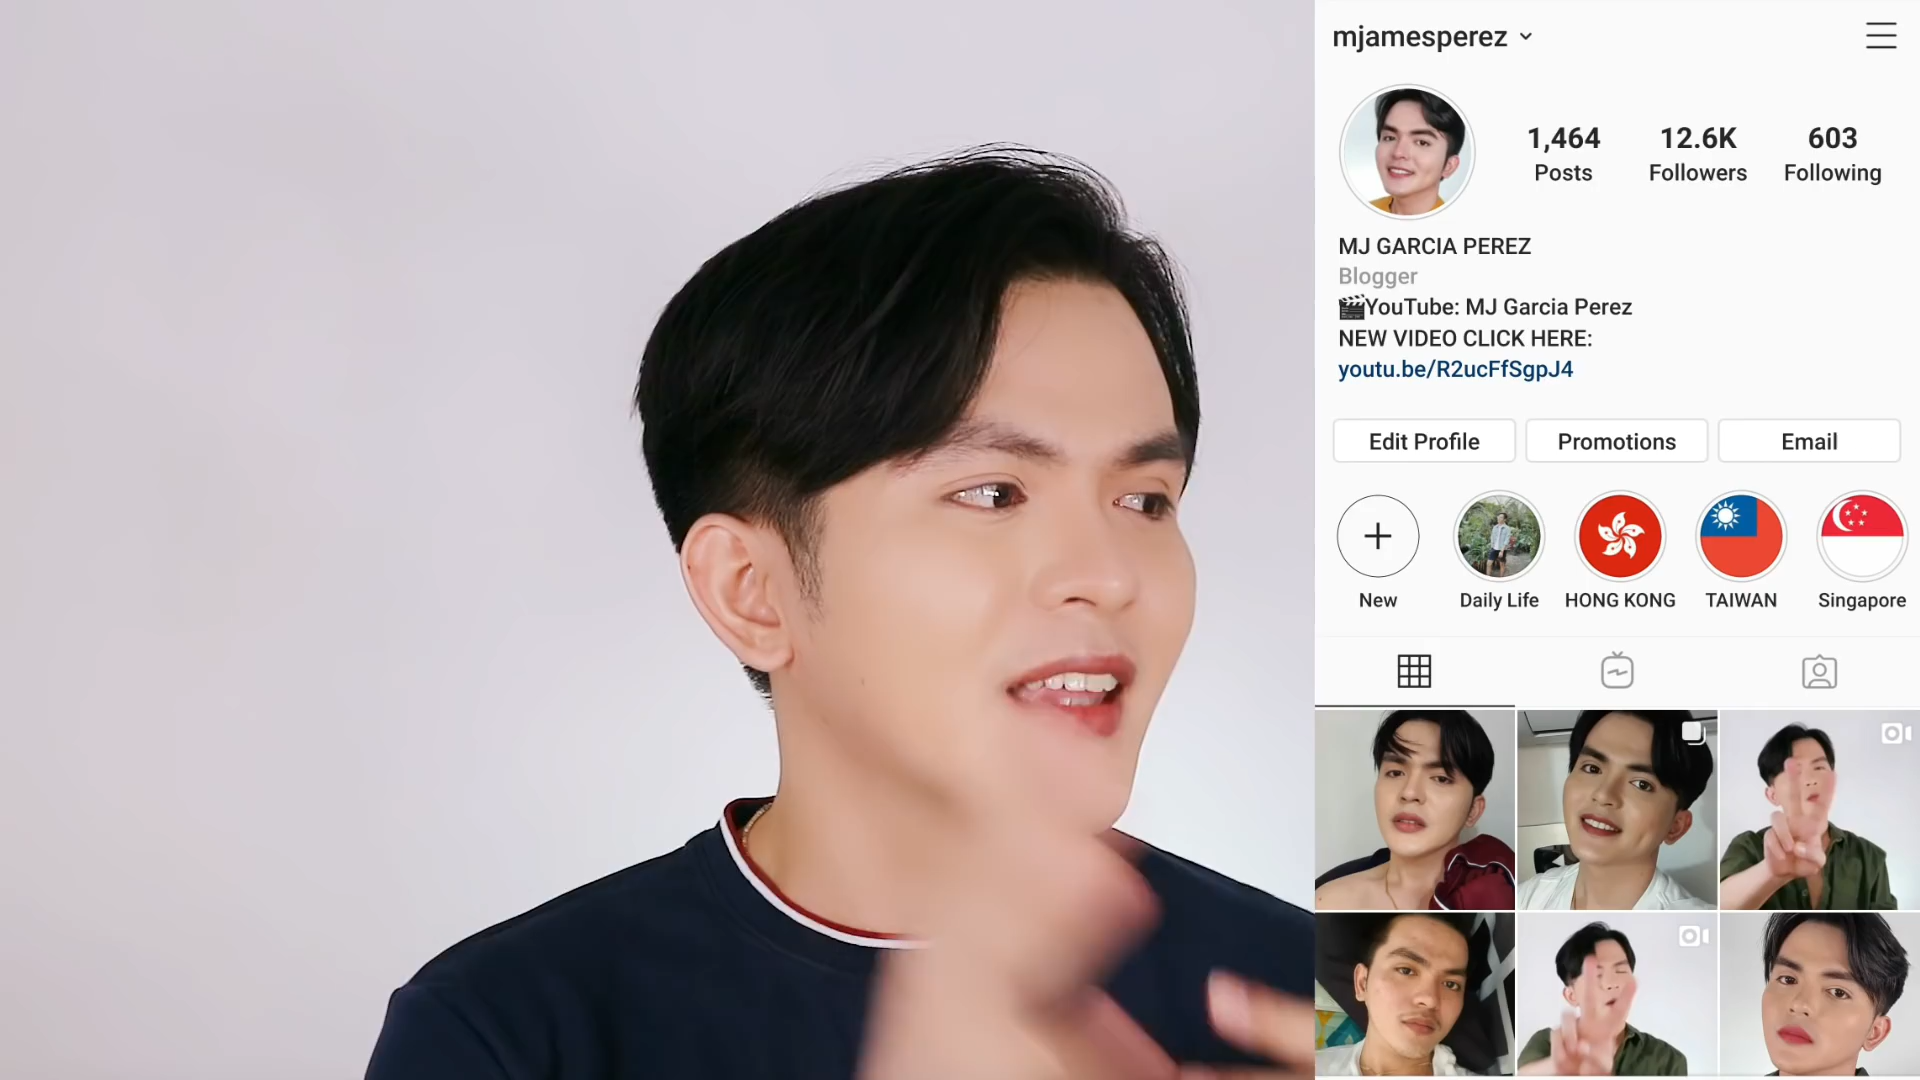 mjamesperez
1,464 12.6K 603
Posts Followers Following
MJ GARCIA PEREZ
Blogger
YouTube: MJ Garcia Perez
NEW VIDEO CLICK HERE:
youtu.be/R2ucFfSgpJ4
Edit Profile Promotions Email
New Daily Life HONG KONG TAIWAN Singapore